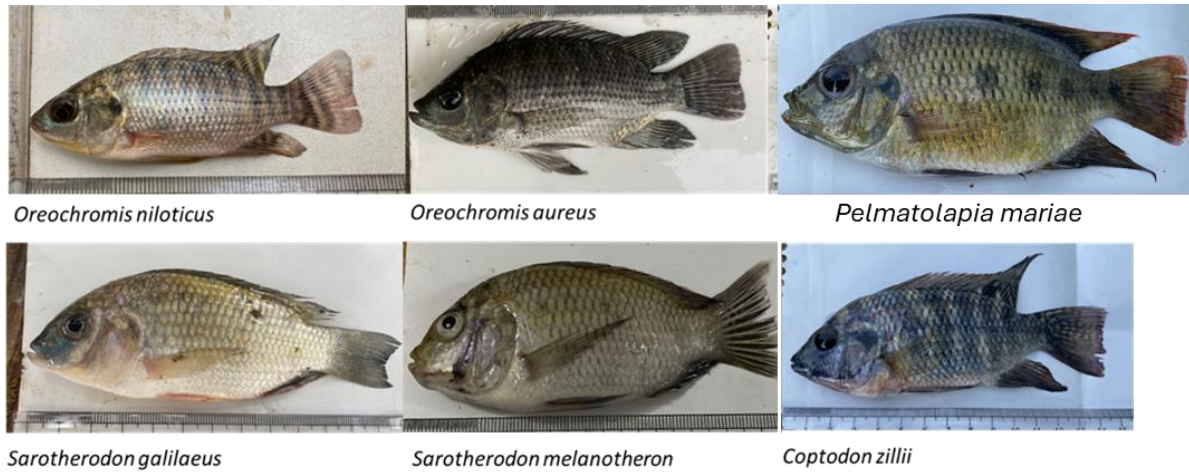 Oreochromis niloticus
Oreochromis aureus
Pelmatolapia mariae
Sarotherodon galilaeus
Sarotherodon melanotheron
Coptodon zillii